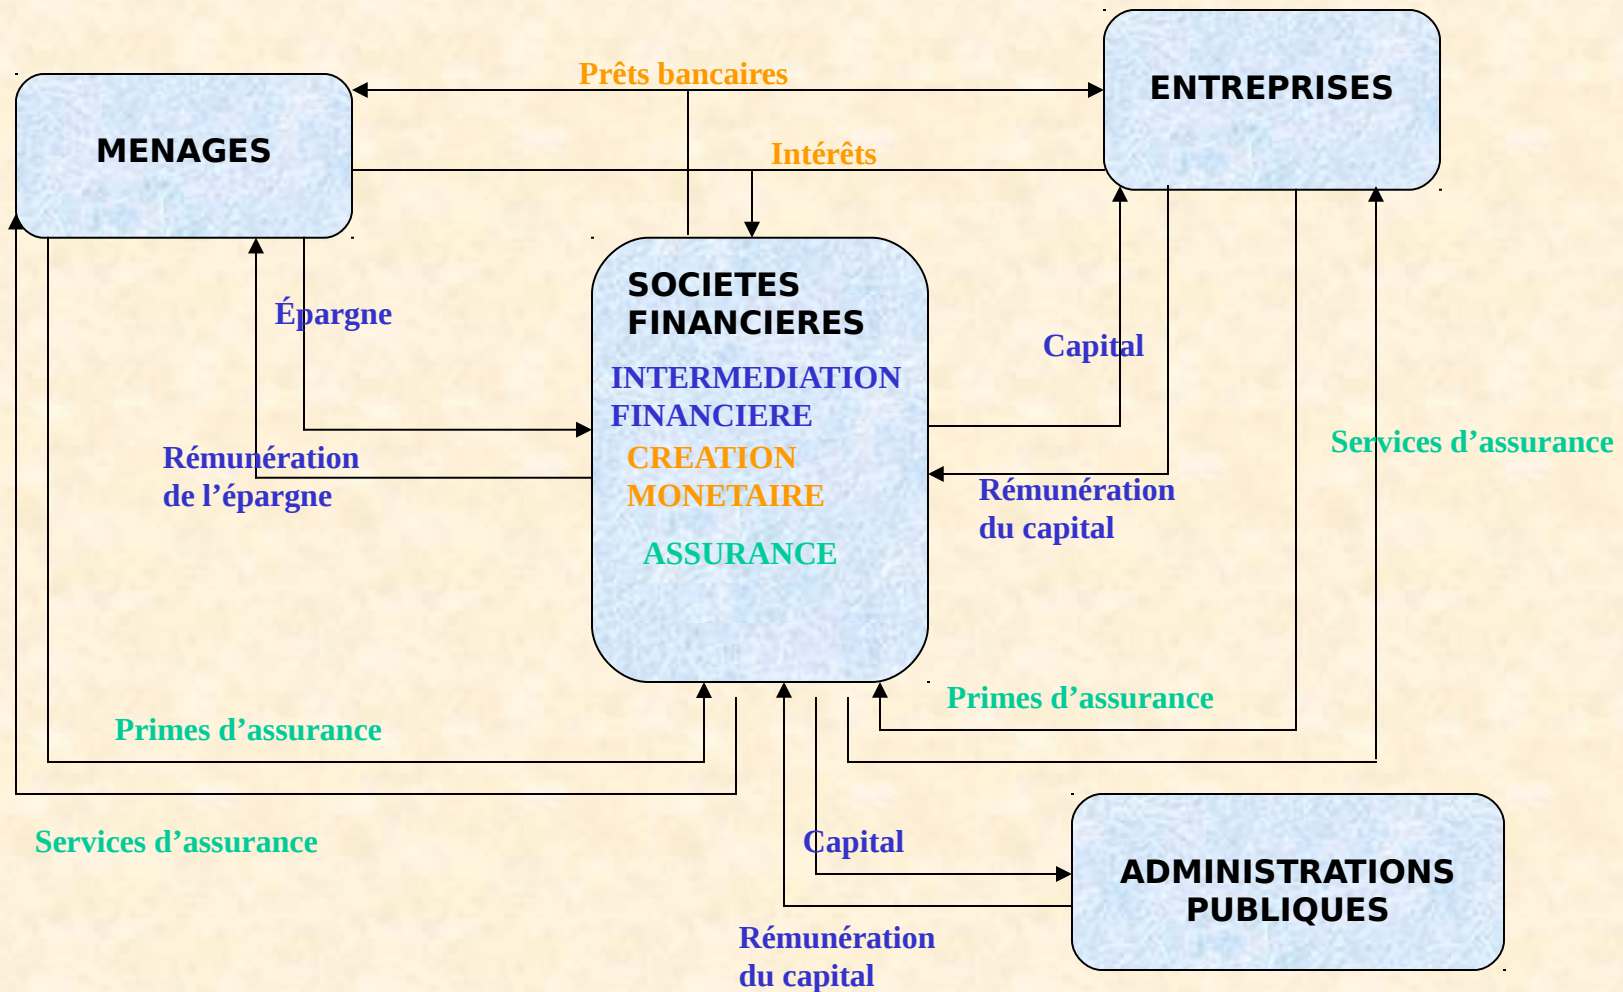 Prêts bancaires
ENTREPRISES
MENAGES
Intérêts
SOCIETES
FINANCIERES
Épargne
Capital
INTERMEDIATION
FINANCIERE
CREATION
MONETAIRE
Services d’assurance
Rémunération
de l’épargne
Rémunération
du capital
ASSURANCE
Primes d’assurance
Primes d’assurance
Services d’assurance
Capital
ADMINISTRATIONS
PUBLIQUES
Rémunération
du capital